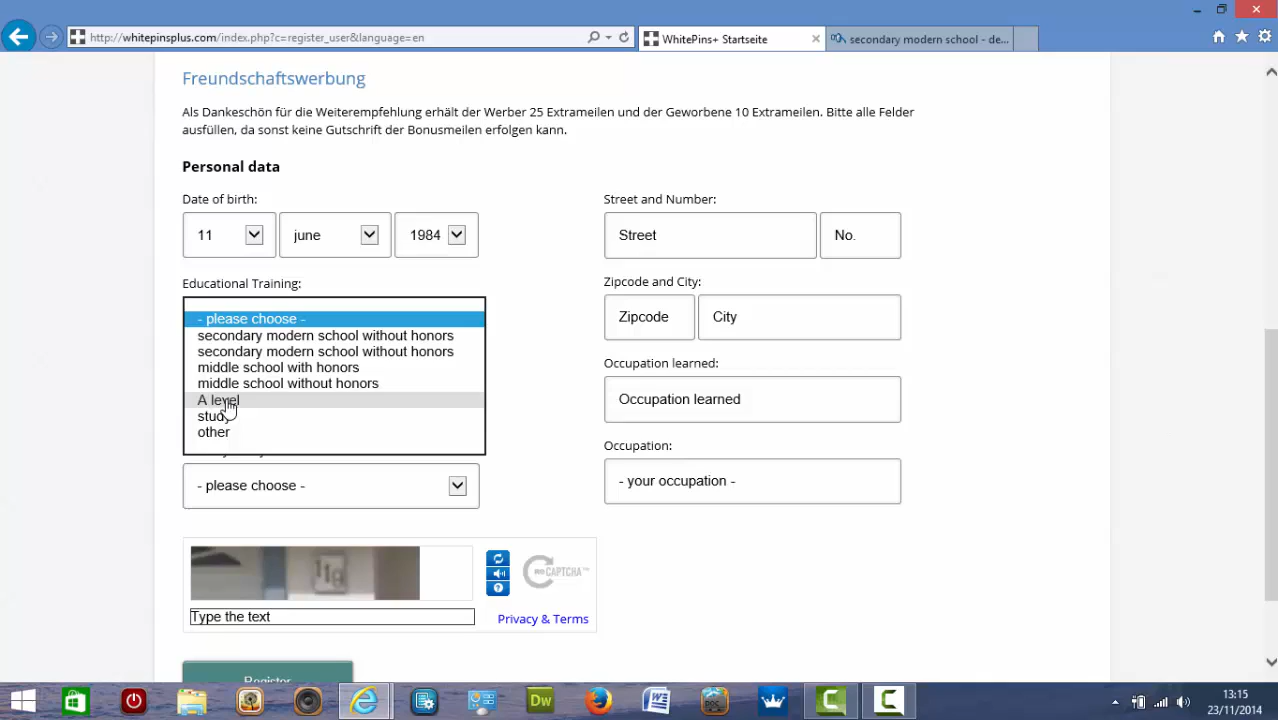 http://whitepinsplus.com/index.php?c=register_user&language=en
WhitePins+ Startseite
secondary modern school - de...
Freundschaftswerbung
Als Dankeschön für die Weiterempfehlung erhält der Werber 25 Extrameilen und der Geworbene 10 Extrameilen. Bitte alle Felder
ausfüllen, da sonst keine Gutschrift der Bonusmeilen erfolgen kann.
Personal data
Date of birth:
11
june
1984
Street and Number:
Street
No.
Educational Training:
- please choose -
secondary modern school without honors
secondary modern school without honors
middle school with honors
middle school without honors
A level
study
other
Zipcode and City:
Zipcode
City
Occupation learned:
Occupation learned
Occupation:
- your occupation -
- please choose -
reCAPTCHA™
Type the text
Privacy & Terms
Register
Dw
13:15
23/11/2014